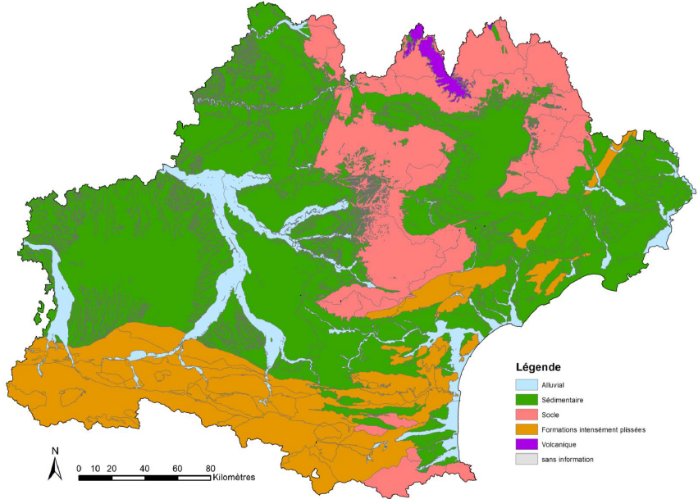 Légende
Alluvial
Sédimentaire
Socle
Formations intensément plissées
Volcanique
sans information
N
0 10 20 40 60 80
Kilomètres